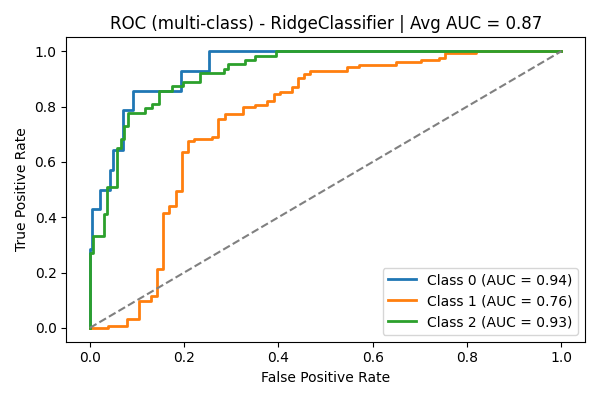 ROC (multi-class) - RidgeClassifier | Avg AUC = 0.87
True Positive Rate
1.0
0.8
0.6
0.4
0.2
0.0
Class 0 (AUC = 0.94)
Class 1 (AUC = 0.76)
Class 2 (AUC = 0.93)
0.0 0.2 0.4 0.6 0.8 1.0
False Positive Rate